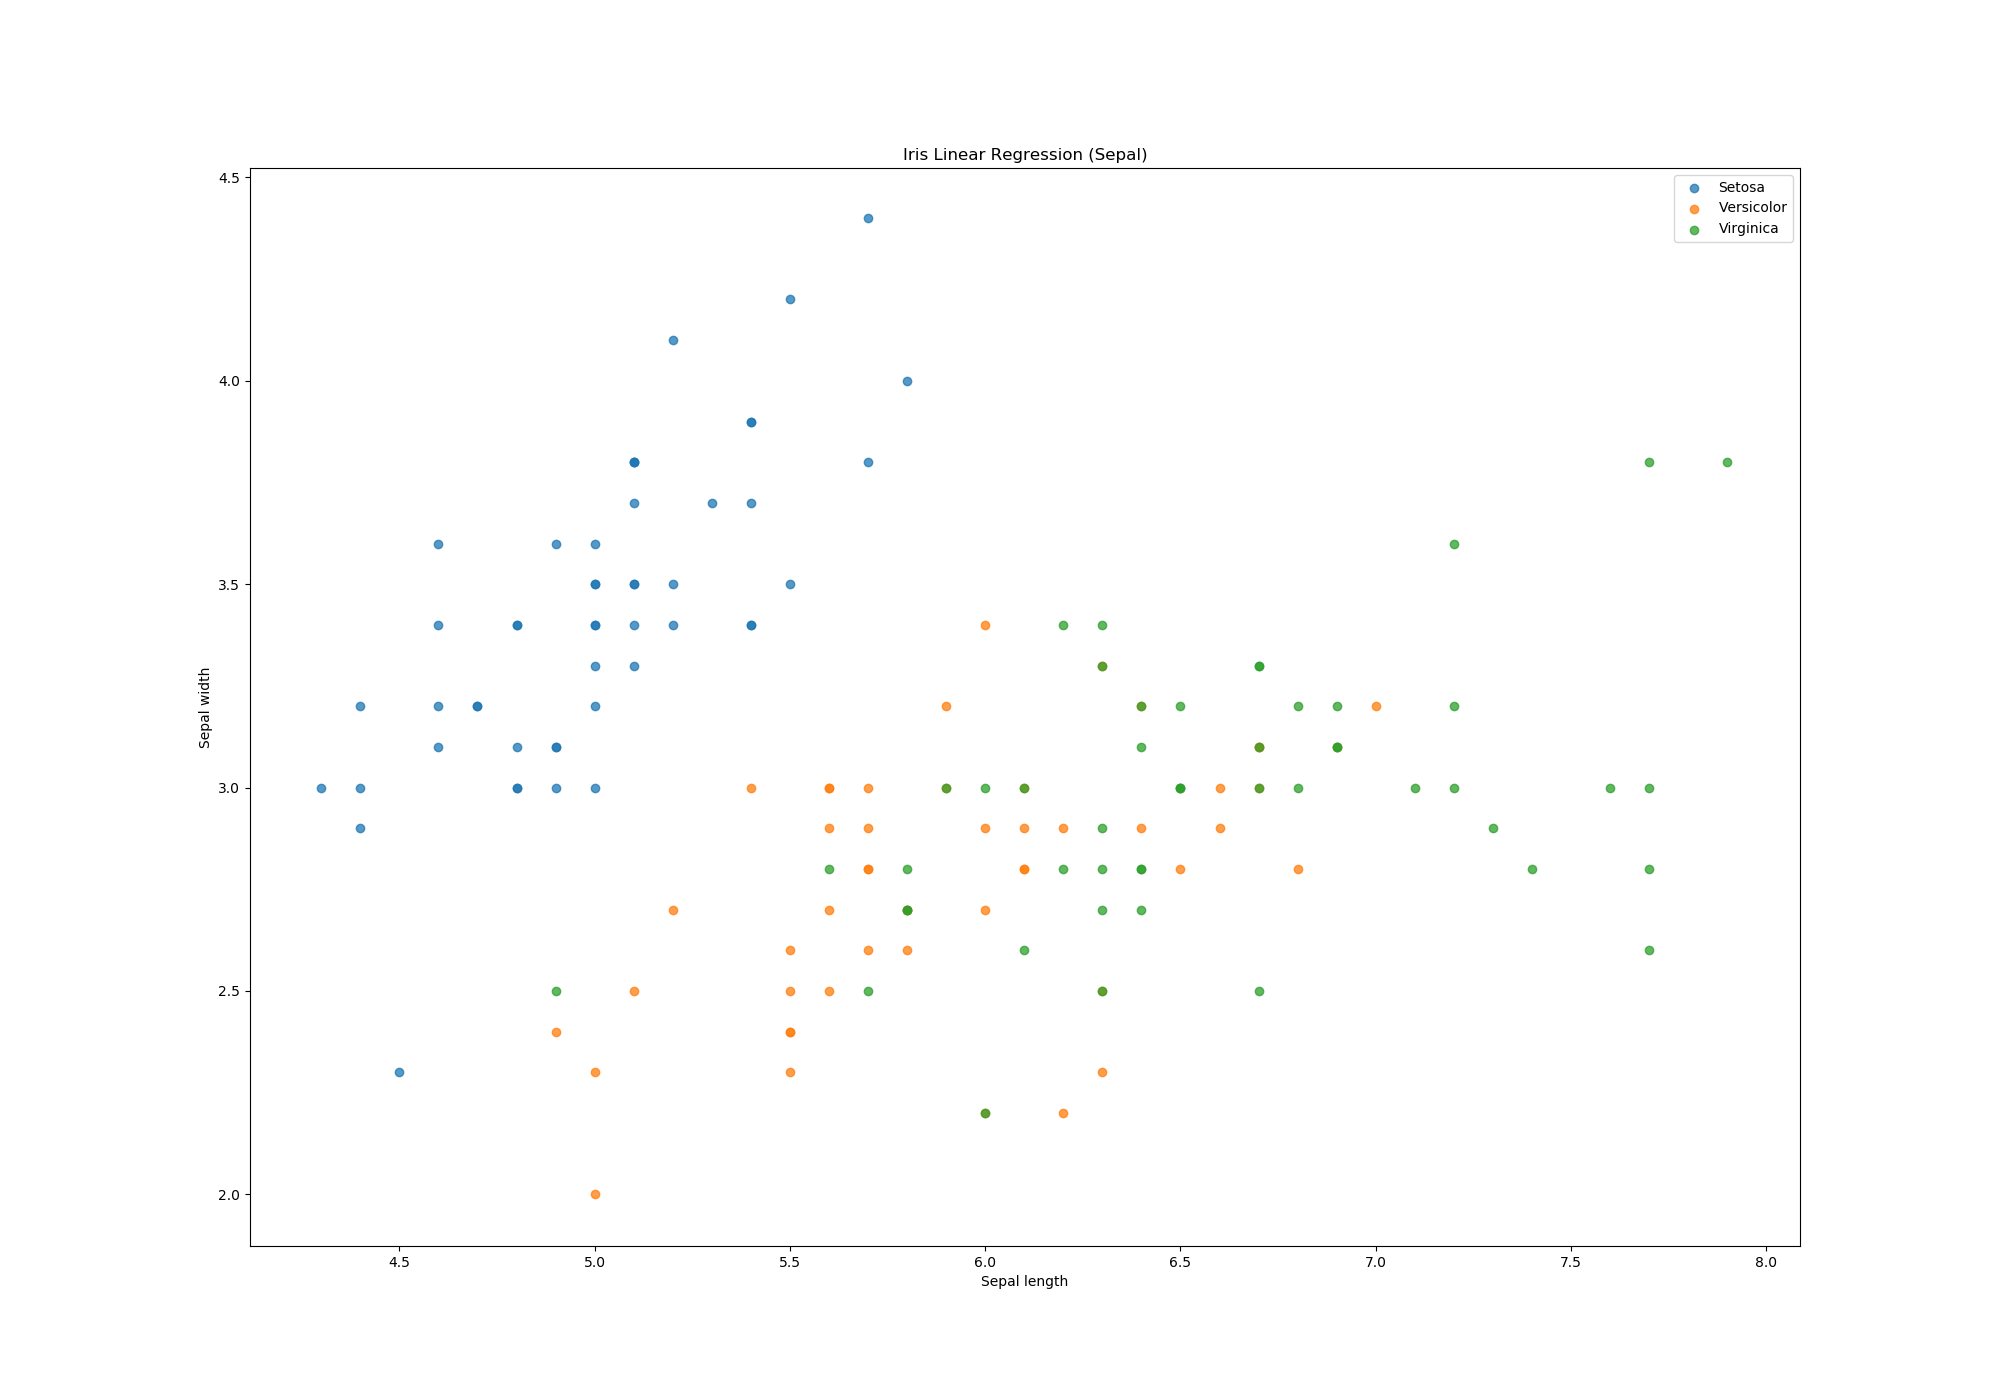 Iris Linear Regression (Sepal)
Setosa
Versicolor
Virginica
Sepal width
4.5
4.0
3.5
3.0
2.5
2.0
4.5 5.0 5.5 6.0 6.5 7.0 7.5 8.0
Sepal length